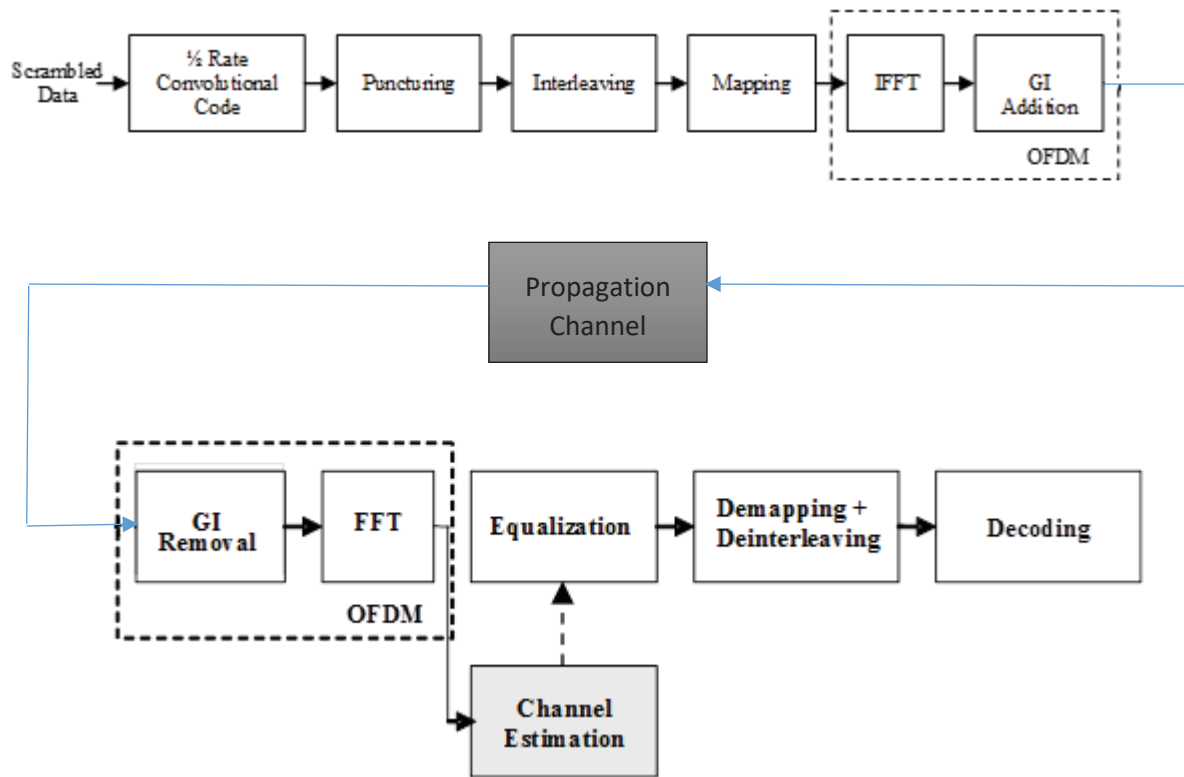 Scrambled
Data
½ Rate
Convolutional
Code
Puncturing
Interleaving
Mapping
IFFT
GI
Addition
OFDM
Propagation
Channel
GI
Removal
FFT
OFDM
Equalization
Demapping +
Deinterleaving
Decoding
Channel
Estimation